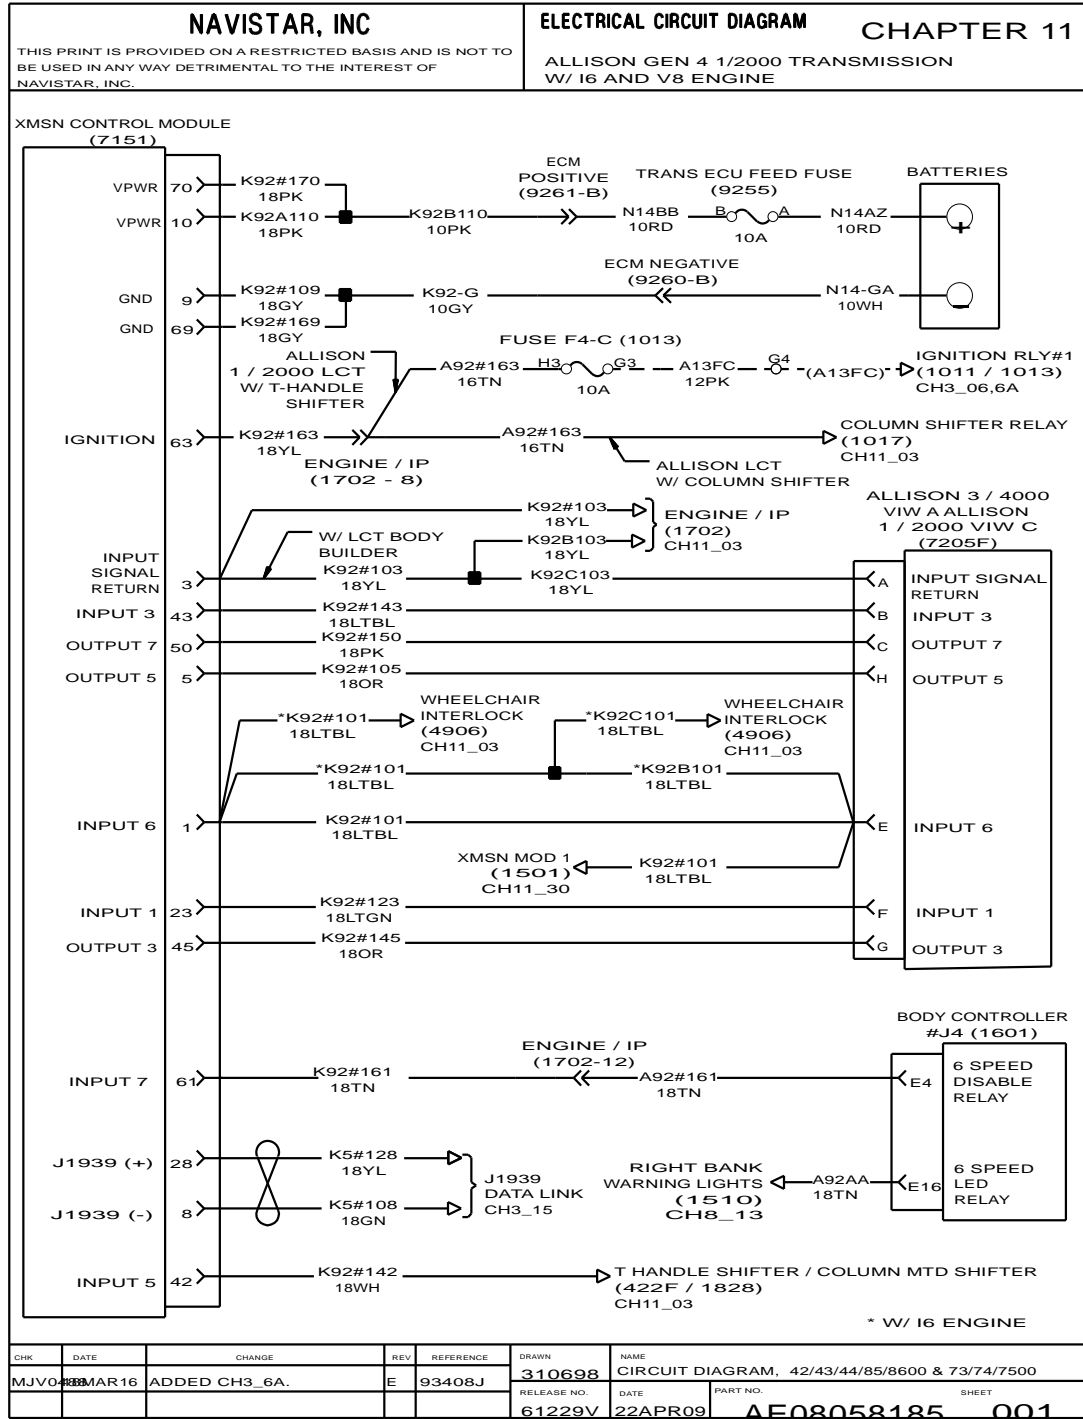 NAVISTAR, INC
THIS PRINT IS PROVIDED ON A RESTRICTED BASIS AND IS NOT TO
BE USED IN ANY WAY DETRIMENTAL TO THE INTEREST OF
NAVISTAR, INC.
ELECTRICAL CIRCUIT DIAGRAM
CHAPTER 11
ALLISON GEN 4 1/2000 TRANSMISSION
W/ I6 AND V8 ENGINE
XMSN CONTROL MODULE
(7151)
VPWR 70 K92#170
18PK
VPWR 10 K92A110
18PK
K92B110
10PK
ECM
POSITIVE
(9261-B)
N14BB
10RD
TRANS ECU FEED FUSE
(9255)
B A
10A
N14AZ
10RD
BATTERIES
+
GND 9 K92#109
18GY
K92-G
10GY
ECM NEGATIVE
(9260-B)
N14-GA
10WH
GND 69 K92#169
18GY
ALLISON
1 / 2000 LCT
W/ T-HANDLE
SHIFTER
A92#163
16TN
FUSE F4-C (1013)
H3 G3
10A
A13FC
12PK
G4
(A13FC)
IGNITION RLY#1
(1011 / 1013)
CH3_06,6A
IGNITION 63 K92#163
18YL
ENGINE / IP
(1702 - 8)
A92#163
16TN
ALLISON LCT
W/ COLUMN SHIFTER
COLUMN SHIFTER RELAY
(1017)
CH11_03
K92#103
18YL
K92B103
18YL
ENGINE / IP
(1702)
CH11_03
ALLISON 3 / 4000
VIW A ALLISON
1 / 2000 VIW C
(7205F)
W/ LCT BODY
BUILDER
INPUT
SIGNAL
RETURN
3 K92#103
18YL
K92C103
18YL
A INPUT SIGNAL
RETURN
INPUT 3 43 K92#143
18LTBL
B INPUT 3
OUTPUT 7 50 K92#150
18PK
C OUTPUT 7
OUTPUT 5 5 K92#105
18OR
H OUTPUT 5
*K92#101
18LTBL
WHEELCHAIR
INTERLOCK
(4906)
CH11_03
*K92C101
18LTBL
WHEELCHAIR
INTERLOCK
(4906)
CH11_03
*K92#101
18LTBL
*K92B101
18LTBL
INPUT 6 1 K92#101
18LTBL
E INPUT 6
XMSN MOD 1
(1501)
CH11_30
K92#101
18LTBL
INPUT 1 23 K92#123
18LTGN
F INPUT 1
OUTPUT 3 45 K92#145
18OR
G OUTPUT 3
BODY CONTROLLER
#J4 (1601)
INPUT 7 61 K92#161
18TN
ENGINE / IP
(1702-12)
A92#161
18TN
E4 6 SPEED
DISABLE
RELAY
J1939 (+) 28 K5#128
18YL
J1939 (-) 8 K5#108
18GN
J1939
DATA LINK
CH3_15
RIGHT BANK
WARNING LIGHTS
(1510)
CH8_13
A92AA
18TN
E16 6 SPEED
LED
RELAY
INPUT 5 42 K92#142
18WH
T HANDLE SHIFTER / COLUMN MTD SHIFTER
(422F / 1828)
CH11_03
* W/ I6 ENGINE
CHK DATE CHANGE REV REFERENCE
MAR16 ADDED CH3_6A. E 93408J
DRAWN
310698
NAME
CIRCUIT DIAGRAM, 42/43/44/85/8600 & 73/74/7500
RELEASE NO.
61229V
DATE
22APR09
PART NO.
AE08058185
SHEET
001